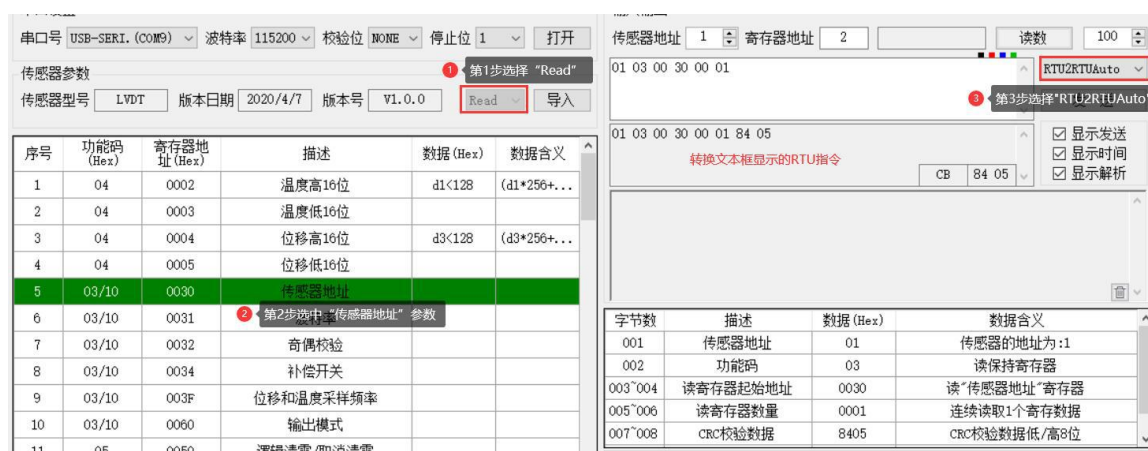 串口号 USB-SERI.(COM9) 波特率 115200 校验位 NONE 停止位 1 打开
传感器参数
1 第1步选择“Read”
传感器型号 LVDT 版本日期 2020/4/7 版本号 V1.0.0 Read 导入
序号 功能码(Hex) 寄存器地址(Hex) 描述 数据(Hex) 数据含义
1 04 0002 温度高16位 d1<128 (d1*256+...
2 04 0003 温度低16位
3 04 0004 位移高16位 d3<128 (d3*256+...
4 04 0005 位移低16位
5 03/10 0030 传感器地址
2 第2步选中“传感器地址”参数
6 03/10 0031
7 03/10 0032 奇偶校验
8 03/10 0034 补偿开关
9 03/10 003F 位移和温度采样频率
10 03/10 0060 输出模式
传感器地址 1 寄存器地址 2 读数 100
01 03 00 30 00 01
RTU2RTUAuto
3 第3步选择"RTU2RTUAuto"
01 03 00 30 00 01 84 05
转换文本框显示的RTU指令
CB 84 05
显示发送
显示时间
显示解析
字节数 描述 数据(Hex) 数据含义
001 传感器地址 01 传感器的地址为:1
002 功能码 03 读保持寄存器
003~004 读寄存器起始地址 0030 读"传感器地址"寄存器
005~006 读寄存器数量 0001 连续读取1个寄存数据
007~008 CRC校验数据 8405 CRC校验数据低/高8位